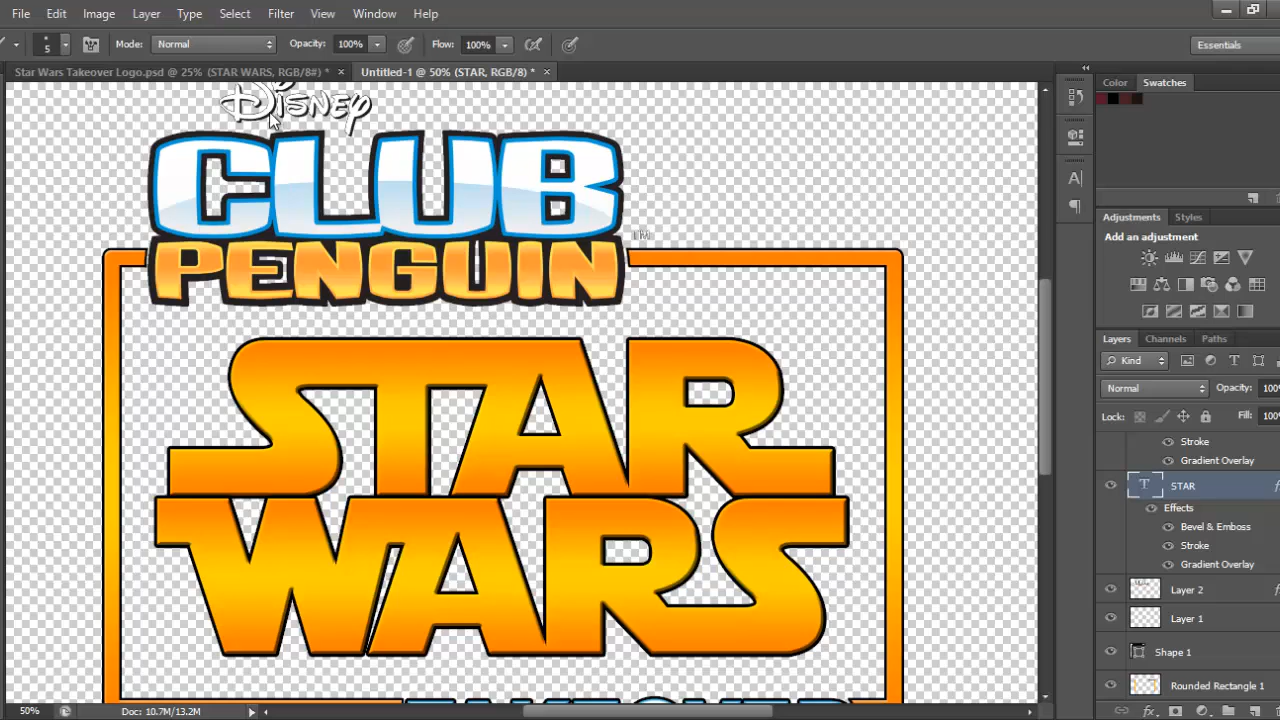 File Edit Image Layer Type Select Filter View Window Help
5 Mode: Normal Opacity: 100% Flow: 100% Essentials
Star Wars Takeover Logo.psd @ 25% (STAR WARS, RGB/8#) * × Untitled-1 @ 50% (STAR, RGB/8) * ×
Color Swatches
Disney
CLUB
TM
PENGUIN
STAR
WARS
Adjustments Styles
Add an adjustment
Layers Channels Paths
Kind
Normal Opacity: 100%
Lock: Fill: 100
Stroke
Gradient Overlay
T STAR
Effects
Bevel & Emboss
Stroke
Gradient Overlay
Layer 2
Layer 1
Shape 1
Rounded Rectangle 1
50% Doc: 10.7M/13.2M